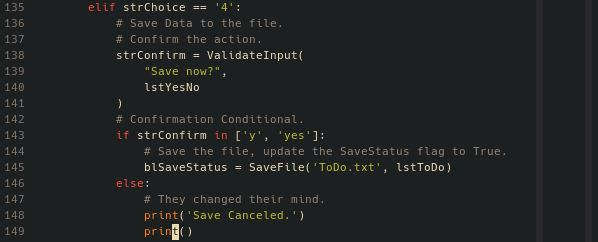 135         elif strChoice == '4':
136             # Save Data to the file.
137             # Confirm the action.
138             strConfirm = ValidateInput(
139                 "Save now?",
140                 lstYesNo
141             )
142             # Confirmation Conditional.
143             if strConfirm in ['y', 'yes']:
144                 # Save the file, update the SaveStatus flag to True.
145                 blSaveStatus = SaveFile('ToDo.txt', lstToDo)
146             else:
147                 # They changed their mind.
148                 print('Save Canceled.')
149                 print()